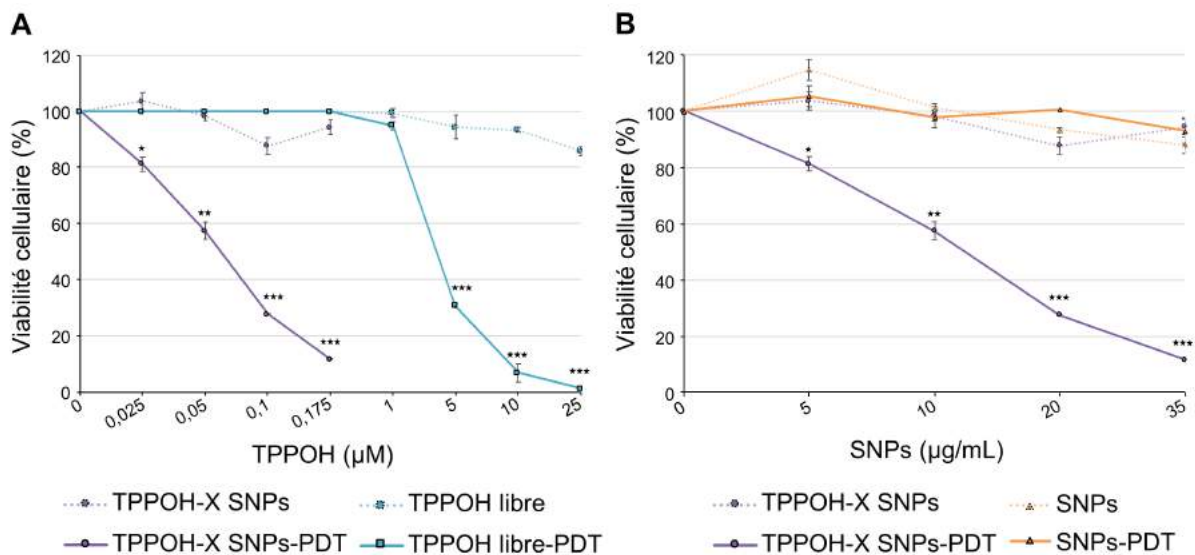 A
Viabilité cellulaire (%)
120
100
80
60
40
20
0
*
**
***
***
***
***
***
0
0,025
0,05
0,1
0,175
1
5
10
25
TPPOH (µM)
TPPOH-X SNPs
TPPOH libre
TPPOH-X SNPs-PDT
TPPOH libre-PDT
B
Viabilité cellulaire (%)
120
100
80
60
40
20
0
*
**
***
***
0
5
10
20
35
SNPs (µg/mL)
TPPOH-X SNPs
SNPs
TPPOH-X SNPs-PDT
SNPs-PDT